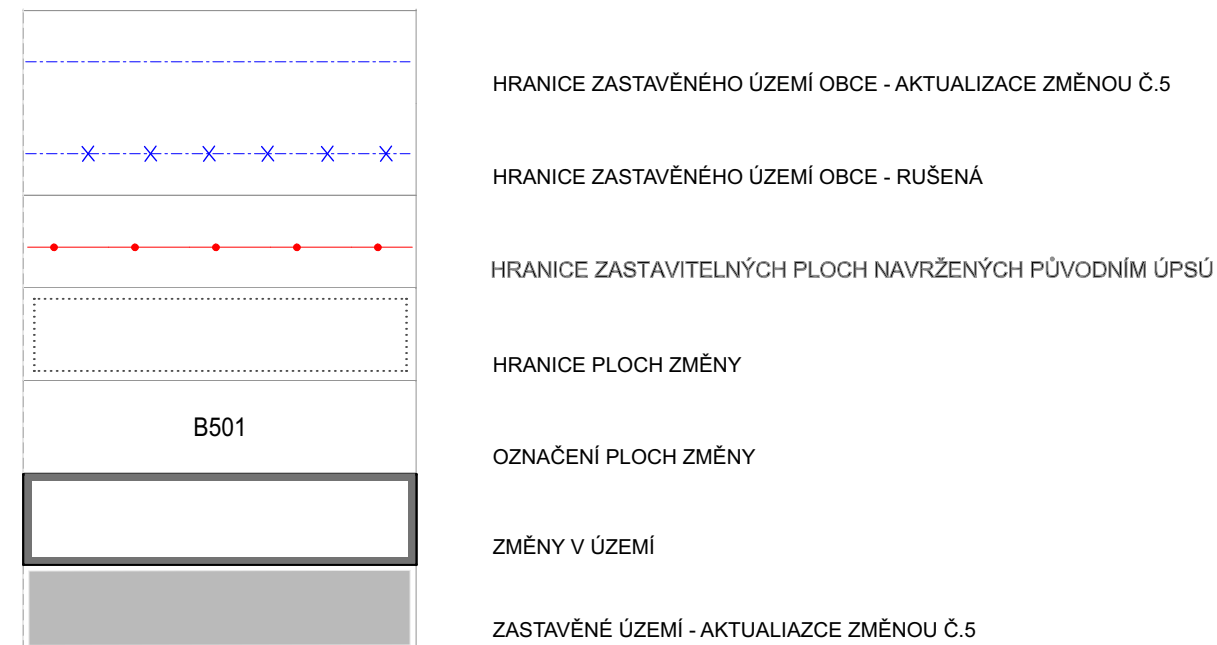 HRANICE ZASTAVĚNÉHO ÚZEMÍ OBCE - AKTUALIZACE ZMĚNOU Č.5
HRANICE ZASTAVĚNÉHO ÚZEMÍ OBCE - RUŠENÁ
HRANICE ZASTAVITELNÝCH PLOCH NAVRŽENÝCH PŮVODNÍM ÚPSÚ
HRANICE PLOCH ZMĚNY
B501
OZNAČENÍ PLOCH ZMĚNY
ZMĚNY V ÚZEMÍ
ZASTAVĚNÉ ÚZEMÍ - AKTUALIAZCE ZMĚNOU Č.5